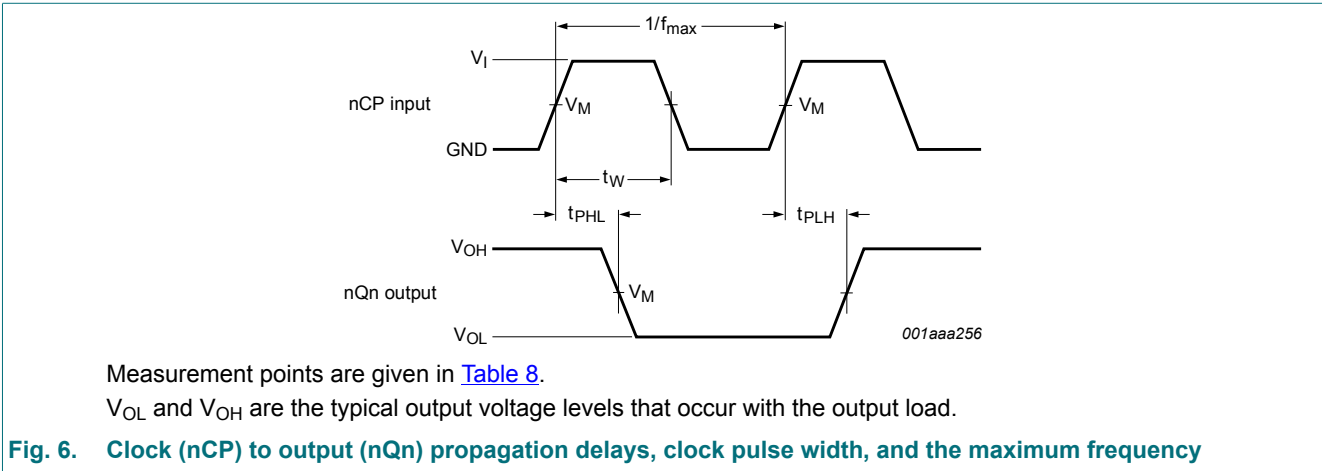 1/fmax
VI
nCP input
VM
VM
GND
tW
tPHL
tPLH
VOH
nQn output
VM
VOL
001aaa256
Measurement points are given in Table 8.
VOL and VOH are the typical output voltage levels that occur with the output load.
Fig. 6. Clock (nCP) to output (nQn) propagation delays, clock pulse width, and the maximum frequency